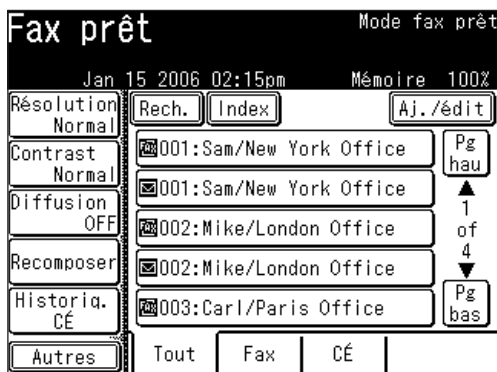 Fax prêt
Mode fax prêt
Jan 15 2006 02:15pm Mémoire 100%
Résolution
Normal
Contrast
Normal
Diffusion
OFF
Recomposer
Historiq.
CÉ
Autres
Rech. Index Aj./édit
FAX 001:Sam/New York Office
001:Sam/New York Office
FAX 002:Mike/London Office
002:Mike/London Office
FAX 003:Carl/Paris Office
Pg
hau
1
of
4
Pg
bas
Tout Fax CÉ